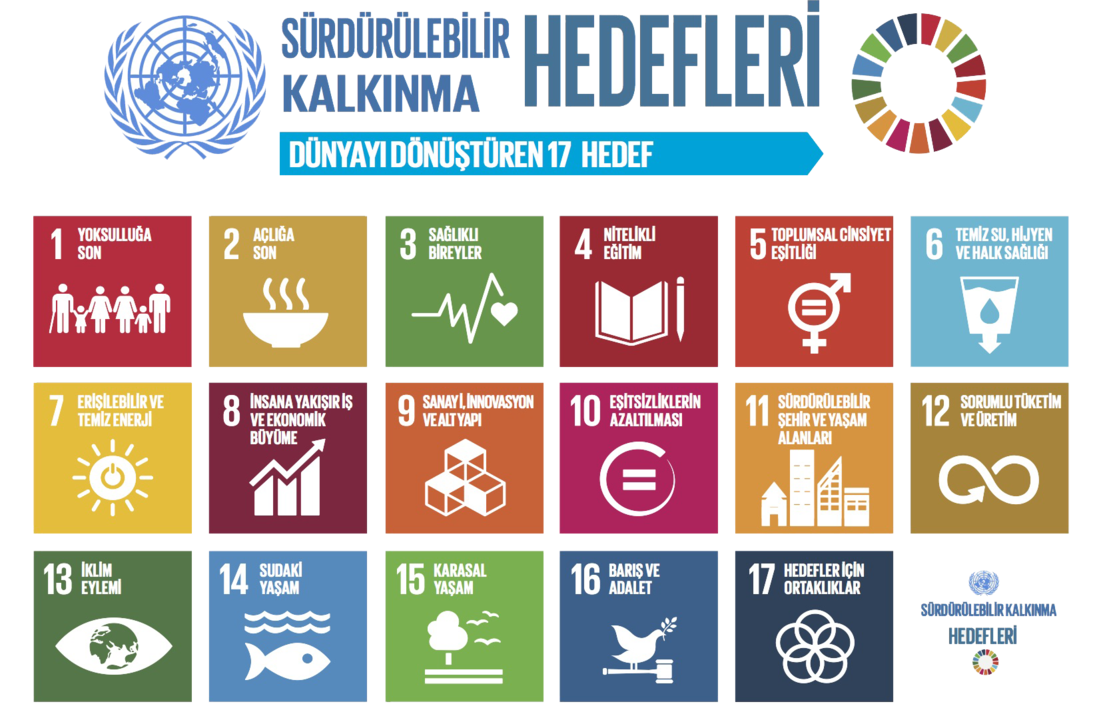 SÜRDÜRÜLEBİLİR
KALKINMA
HEDEFLERİ
DÜNYAYI DÖNÜŞTÜREN 17 HEDEF
1 YOKSULLUĞA
SON
2 AÇLIĞA
SON
3 SAĞLIKLI
BİREYLER
4 NİTELİKLİ
EĞİTİM
5 TOPLUMSAL CİNSİYET
EŞİTLİĞİ
6 TEMİZ SU, HİJYEN
VE HALK SAĞLIĞI
7 ERİŞİLEBİLİR VE
TEMİZ ENERJİ
8 İNSANA YAKIŞIR İŞ
VE EKONOMİK
BÜYÜME
9 SANAYİ, İNNOVASYON
VE ALTYAPI
10 EŞİTSİZLİKLERİN
AZALTILMASI
11 SÜRDÜRÜLEBİLİR
ŞEHİR VE YAŞAM
ALANLARI
12 SORUMLU TÜKETİM
VE ÜRETİM
13 İKLİM
EYLEMİ
14 SUDAKİ
YAŞAM
15 KARASAL
YAŞAM
16 BARIŞ VE
ADALET
17 HEDEFLER İÇİN
ORTAKLIKLAR
SÜRDÜRÜLEBİLİR KALKINMA
HEDEFLERİ